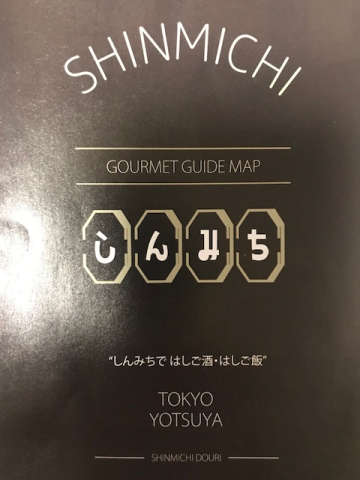 SHINMICHI
GOURMET GUIDE MAP
しんみち
“しんみちで はしご酒・はしご飯”
TOKYO
YOTSUYA
SHINMICHI DOURI